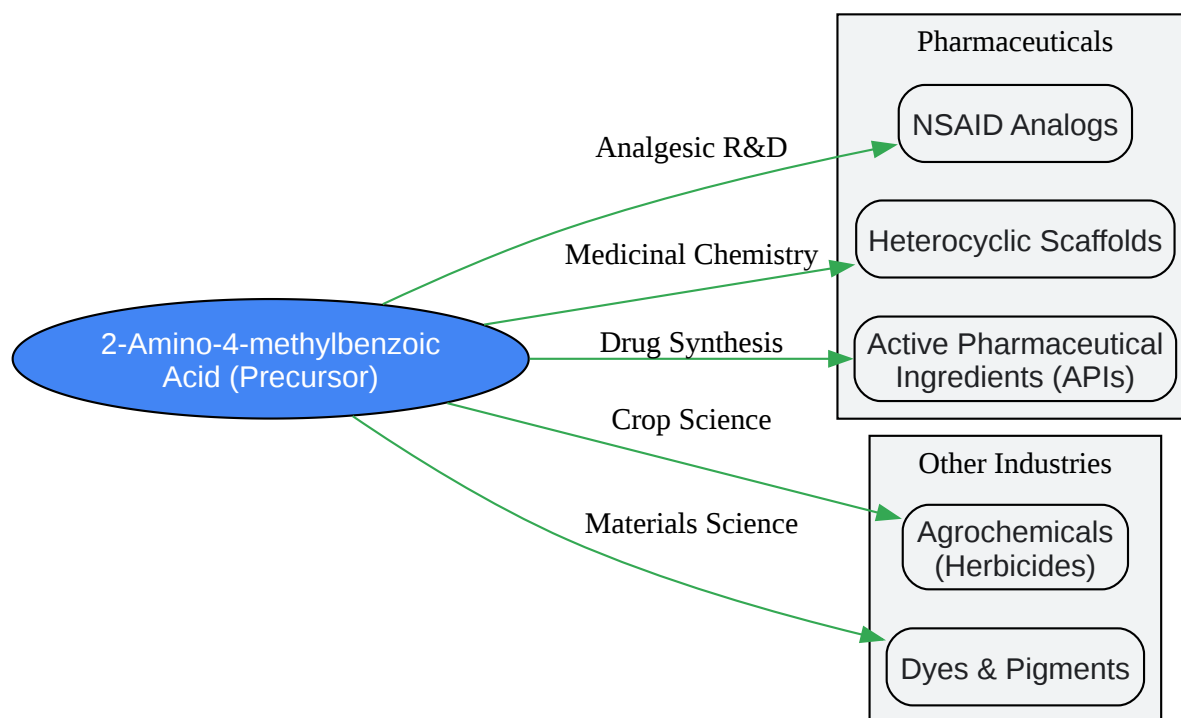 Pharmaceuticals
NSAID Analogs
Analgesic R&D
Heterocyclic Scaffolds
Medicinal Chemistry
2-Amino-4-methylbenzoic
Acid (Precursor)
Drug Synthesis
Active Pharmaceutical
Ingredients (APIs)
Crop Science
Other Industries
Agrochemicals
(Herbicides)
Materials Science
Dyes & Pigments